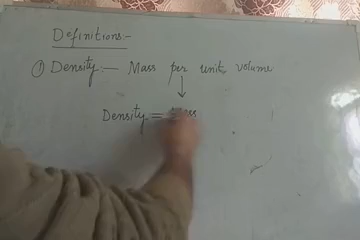 Definitions:-
① Density:- Mass per unit volume
Density =